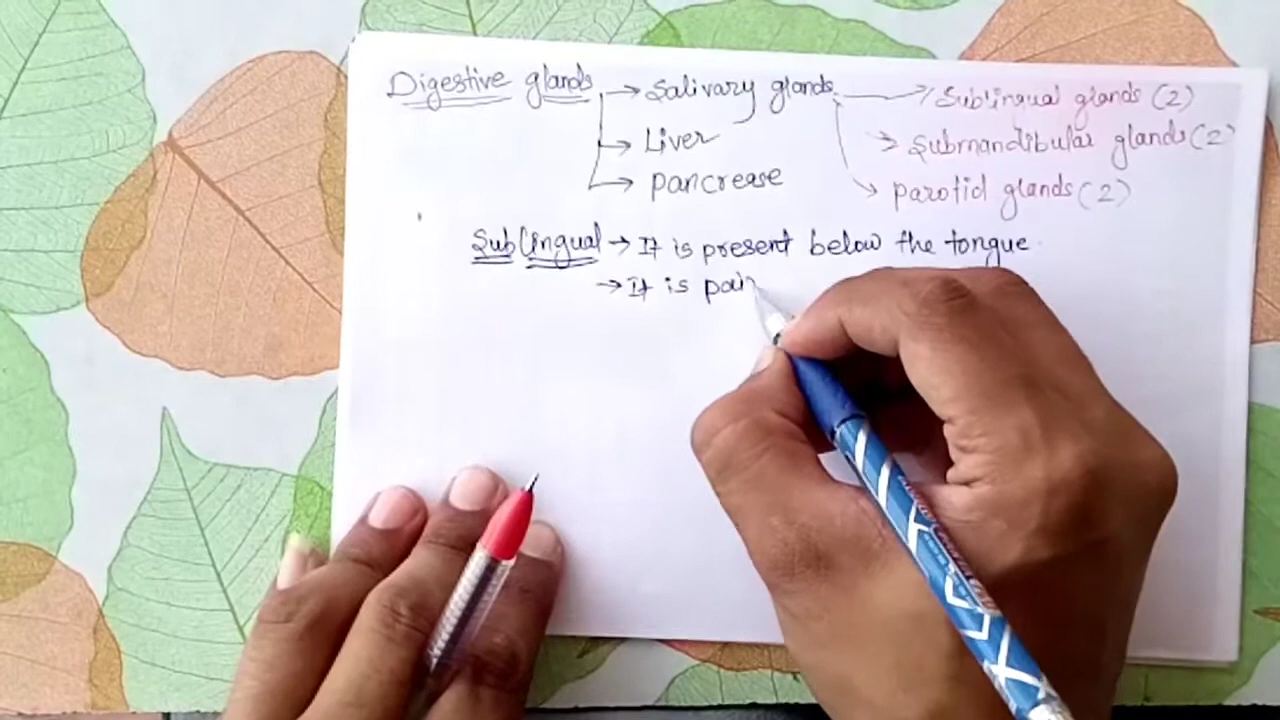 Digestive glands → Salivary glands → Sublingual glands (2)
→ Liver → Submandibular glands (2)
→ pancrease → parotid glands (2)
Sublingual → It is present below the tongue.
→ It is pair